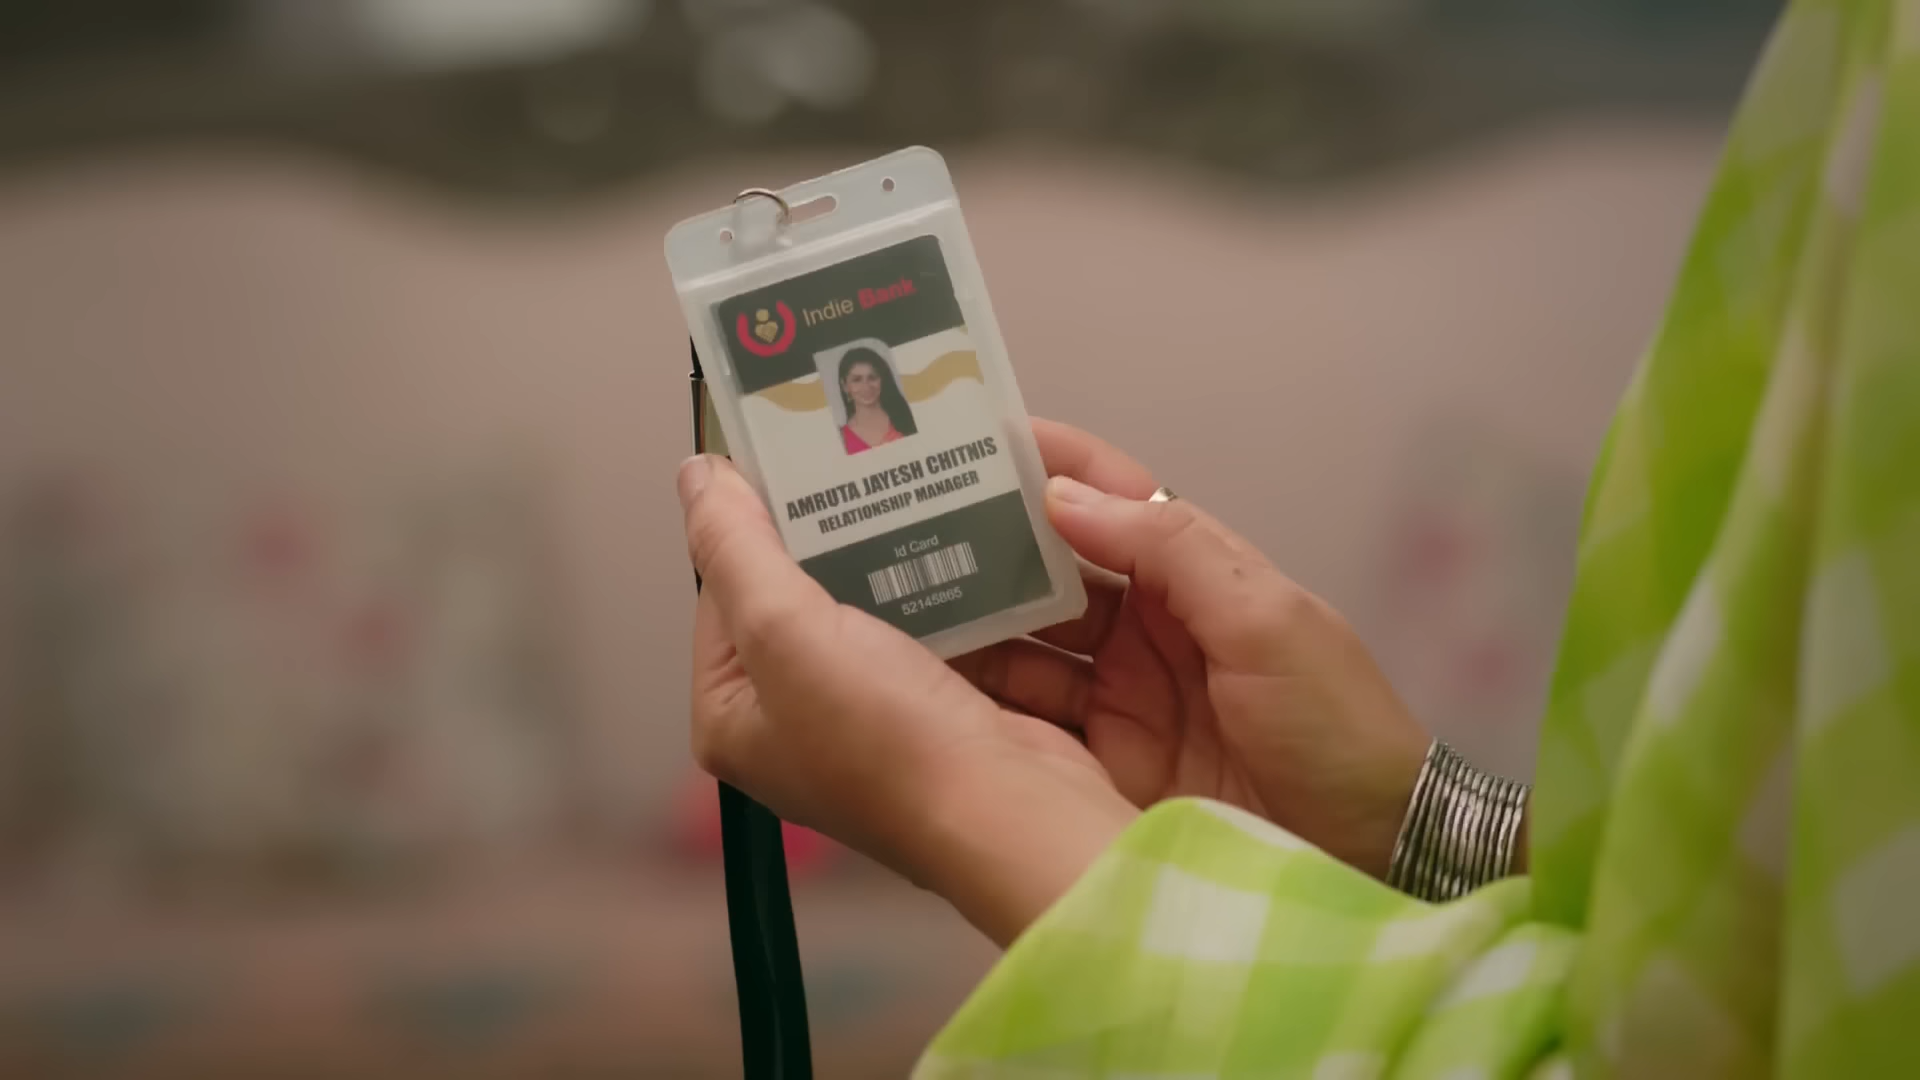 Indie Bank
AMRUTA JAYESH CHITNIS
RELATIONSHIP MANAGER
Id Card
52145865